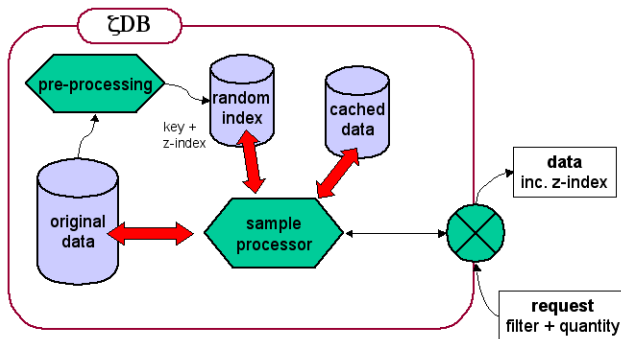 ζDB
pre-processing
random
index
cached
data
key +
z-index
original
data
sample
processor
data
inc. z-index
request
filter + quantity